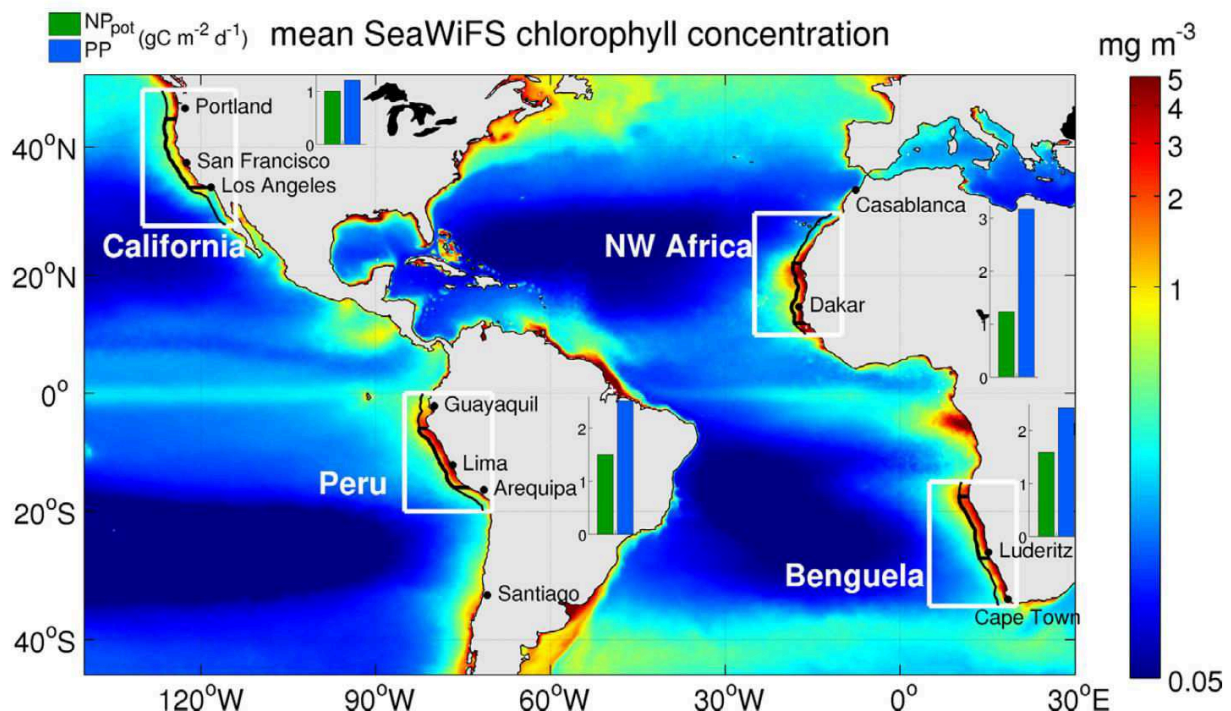 NPpot (gC m-2 d-1)
PP
mean SeaWiFS chlorophyll concentration
mg m-3
5
4
3
2
1
0.05
40°N
20°N
0°
20°S
40°S
120°W
90°W
60°W
30°W
0°
30°E
Portland
San Francisco
Los Angeles
California
1
0
NW Africa
Casablanca
Dakar
3
2
1
0
Peru
Guayaquil
Lima
Arequipa
Santiago
2
1
0
Benguela
Luderitz
Cape Town
2
1
0